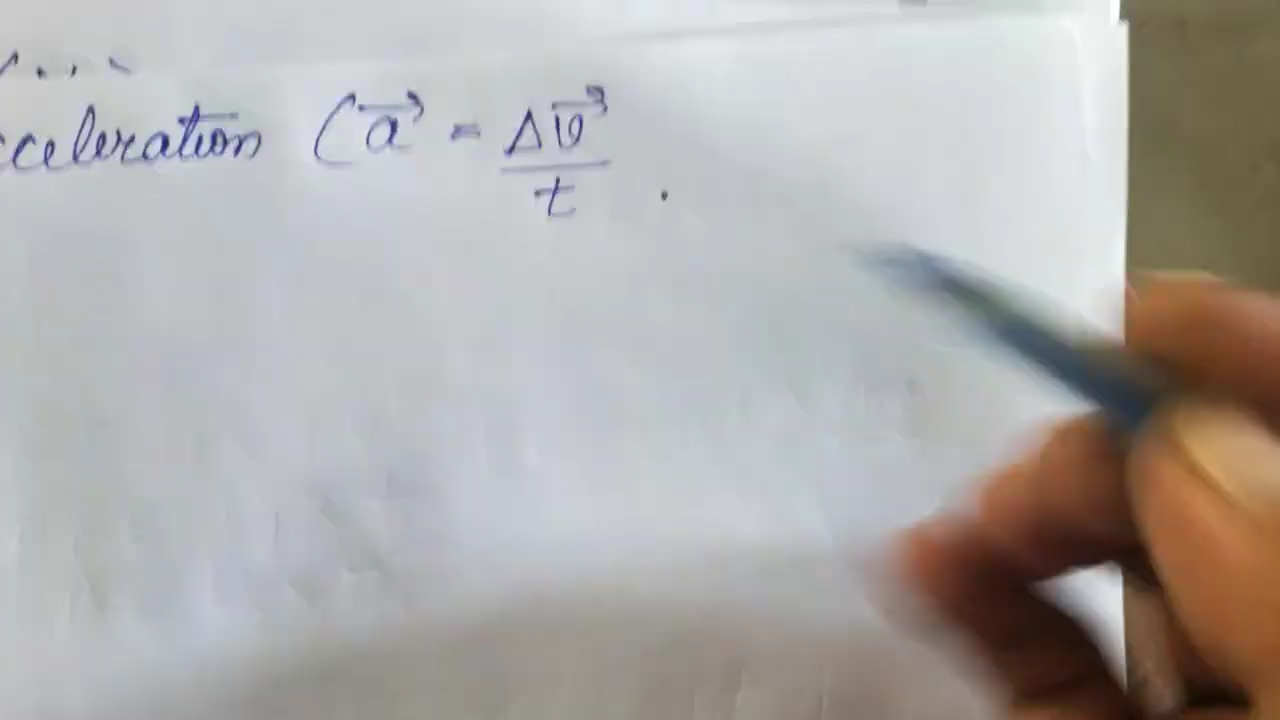 cceleration (a⃗ = Δv⃗ / t .